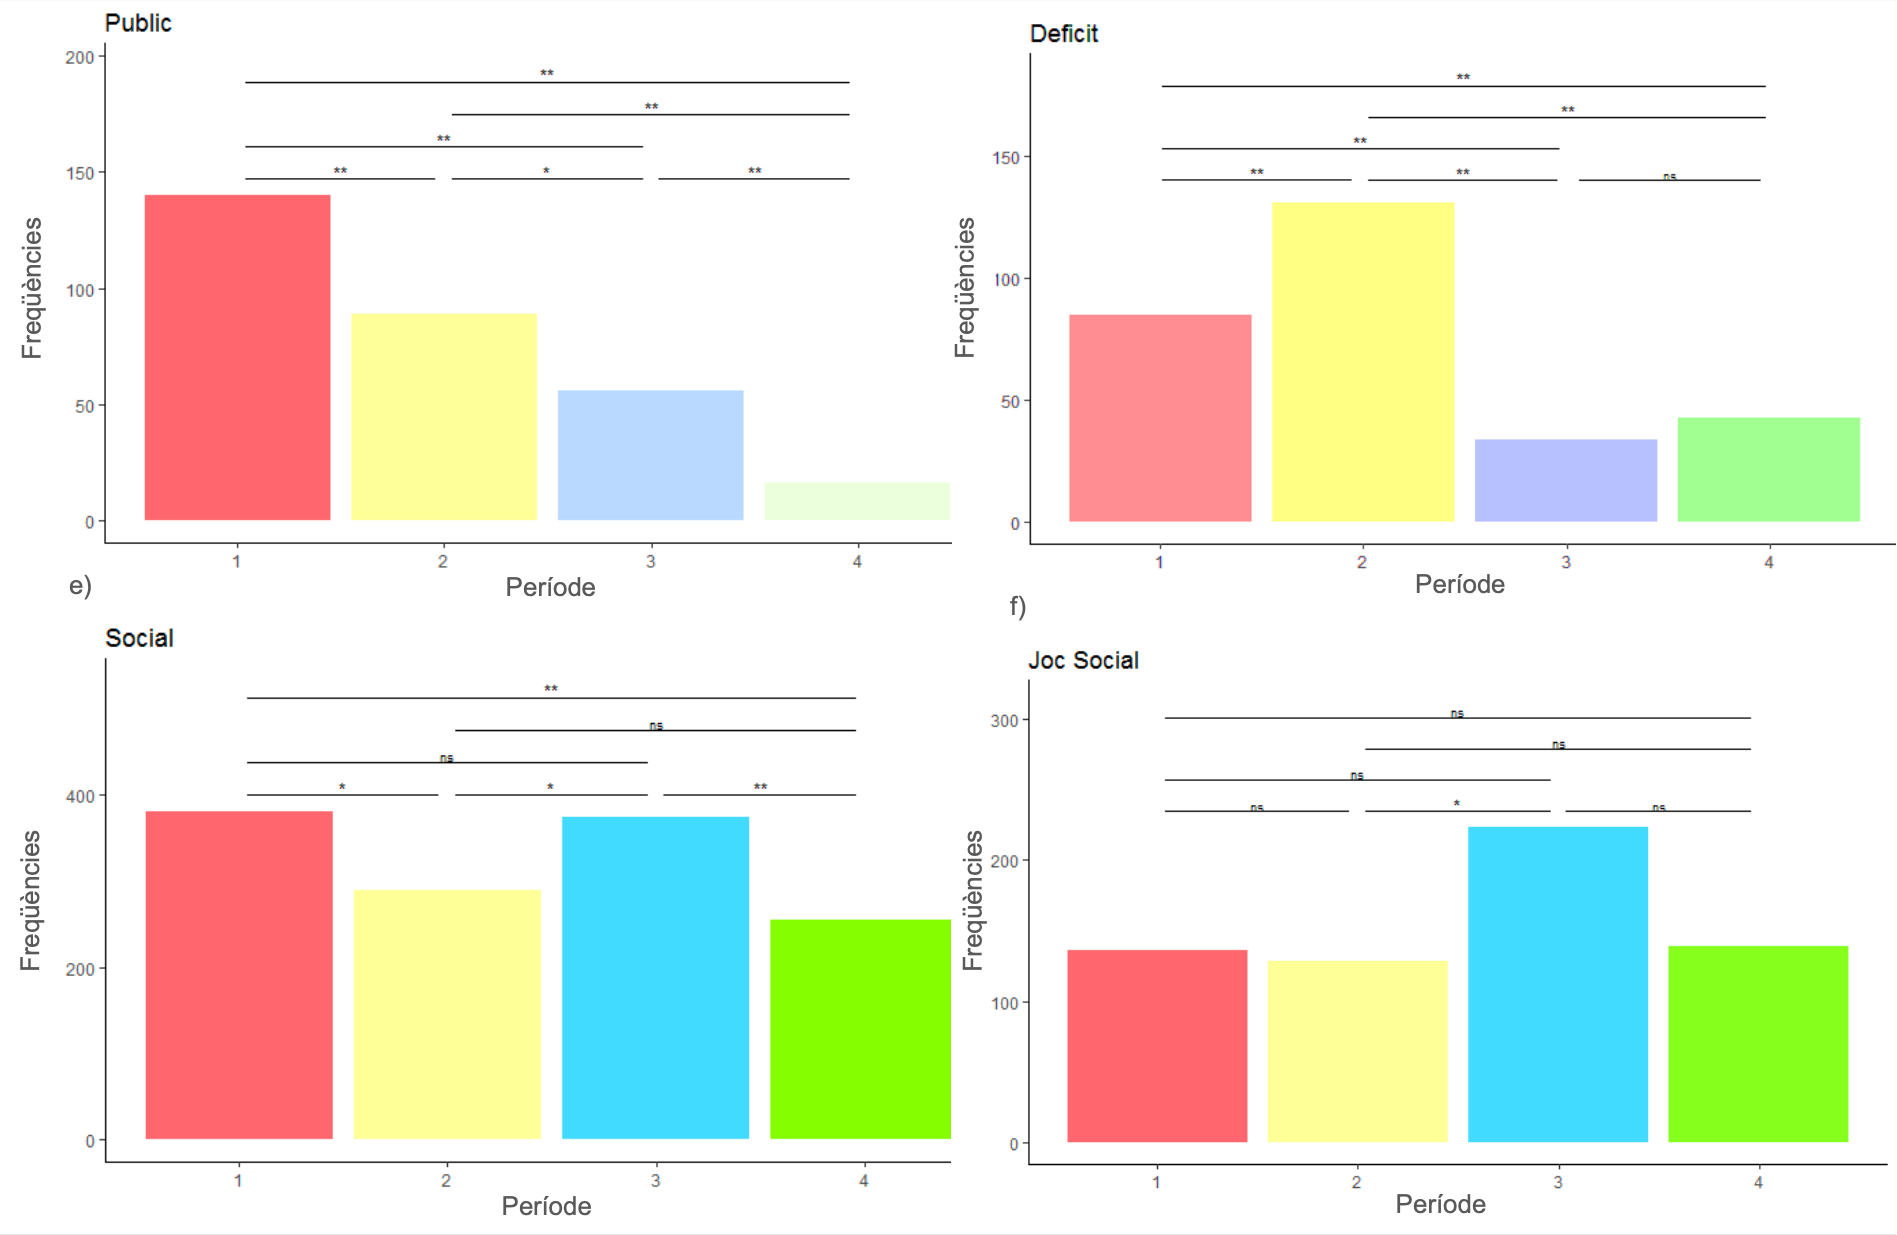 Public
200
150
100
50
0
**
**
**
** * **
Freqüències
1 2 3 4
Període
Deficit
150
100
50
0
**
**
**
** ** ns
Freqüències
1 2 3 4
Període
e)
Social
400
200
0
**
ns
ns
* * **
Freqüències
1 2 3 4
Període
f)
Joc Social
300
200
100
0
ns
ns
ns
ns * ns
Freqüències
1 2 3 4
Període